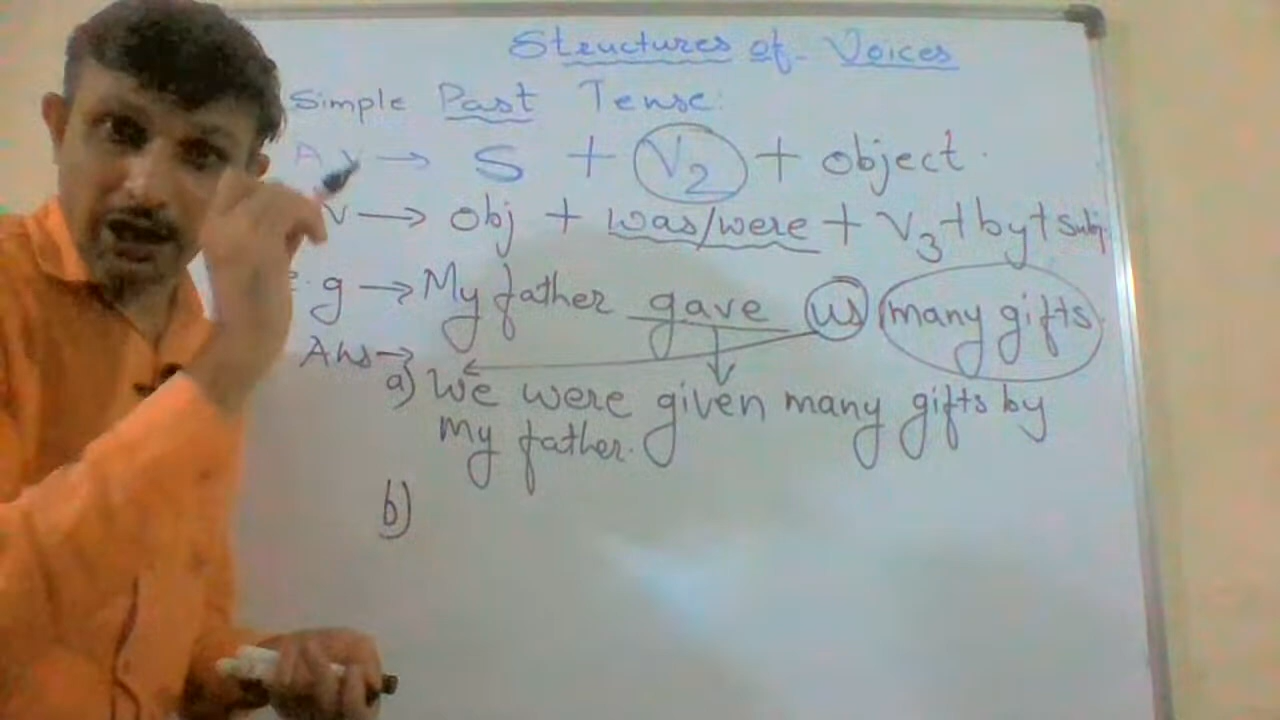 Structures of Voices
Simple Past Tense:
A V → S + V2 + object.
V → Obj + was/were + V3 + by + subj.
g → My father gave us many gifts.
Ans →
a) We were given many gifts by
my father.
b)